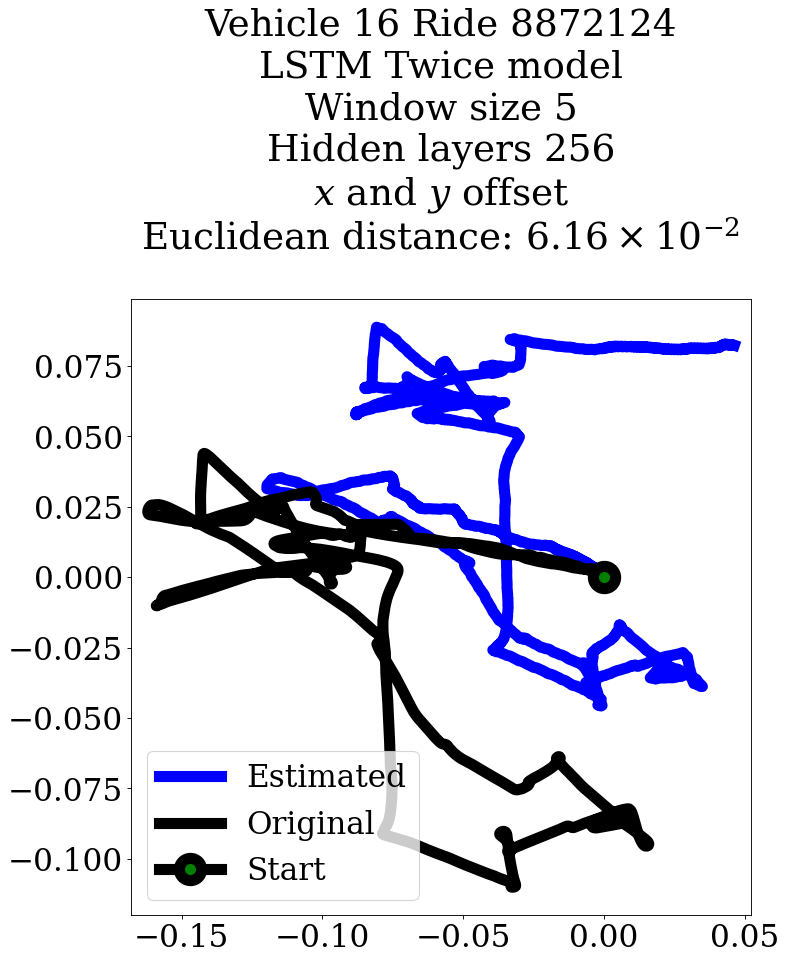 Vehicle 16 Ride 8872124
LSTM Twice model
Window size 5
Hidden layers 256
x and y offset
Euclidean distance: 6.16 × 10⁻²
0.075
0.050
0.025
0.000
−0.025
−0.050
−0.075
−0.100
Estimated
Original
Start
−0.15
−0.10
−0.05
0.00
0.05